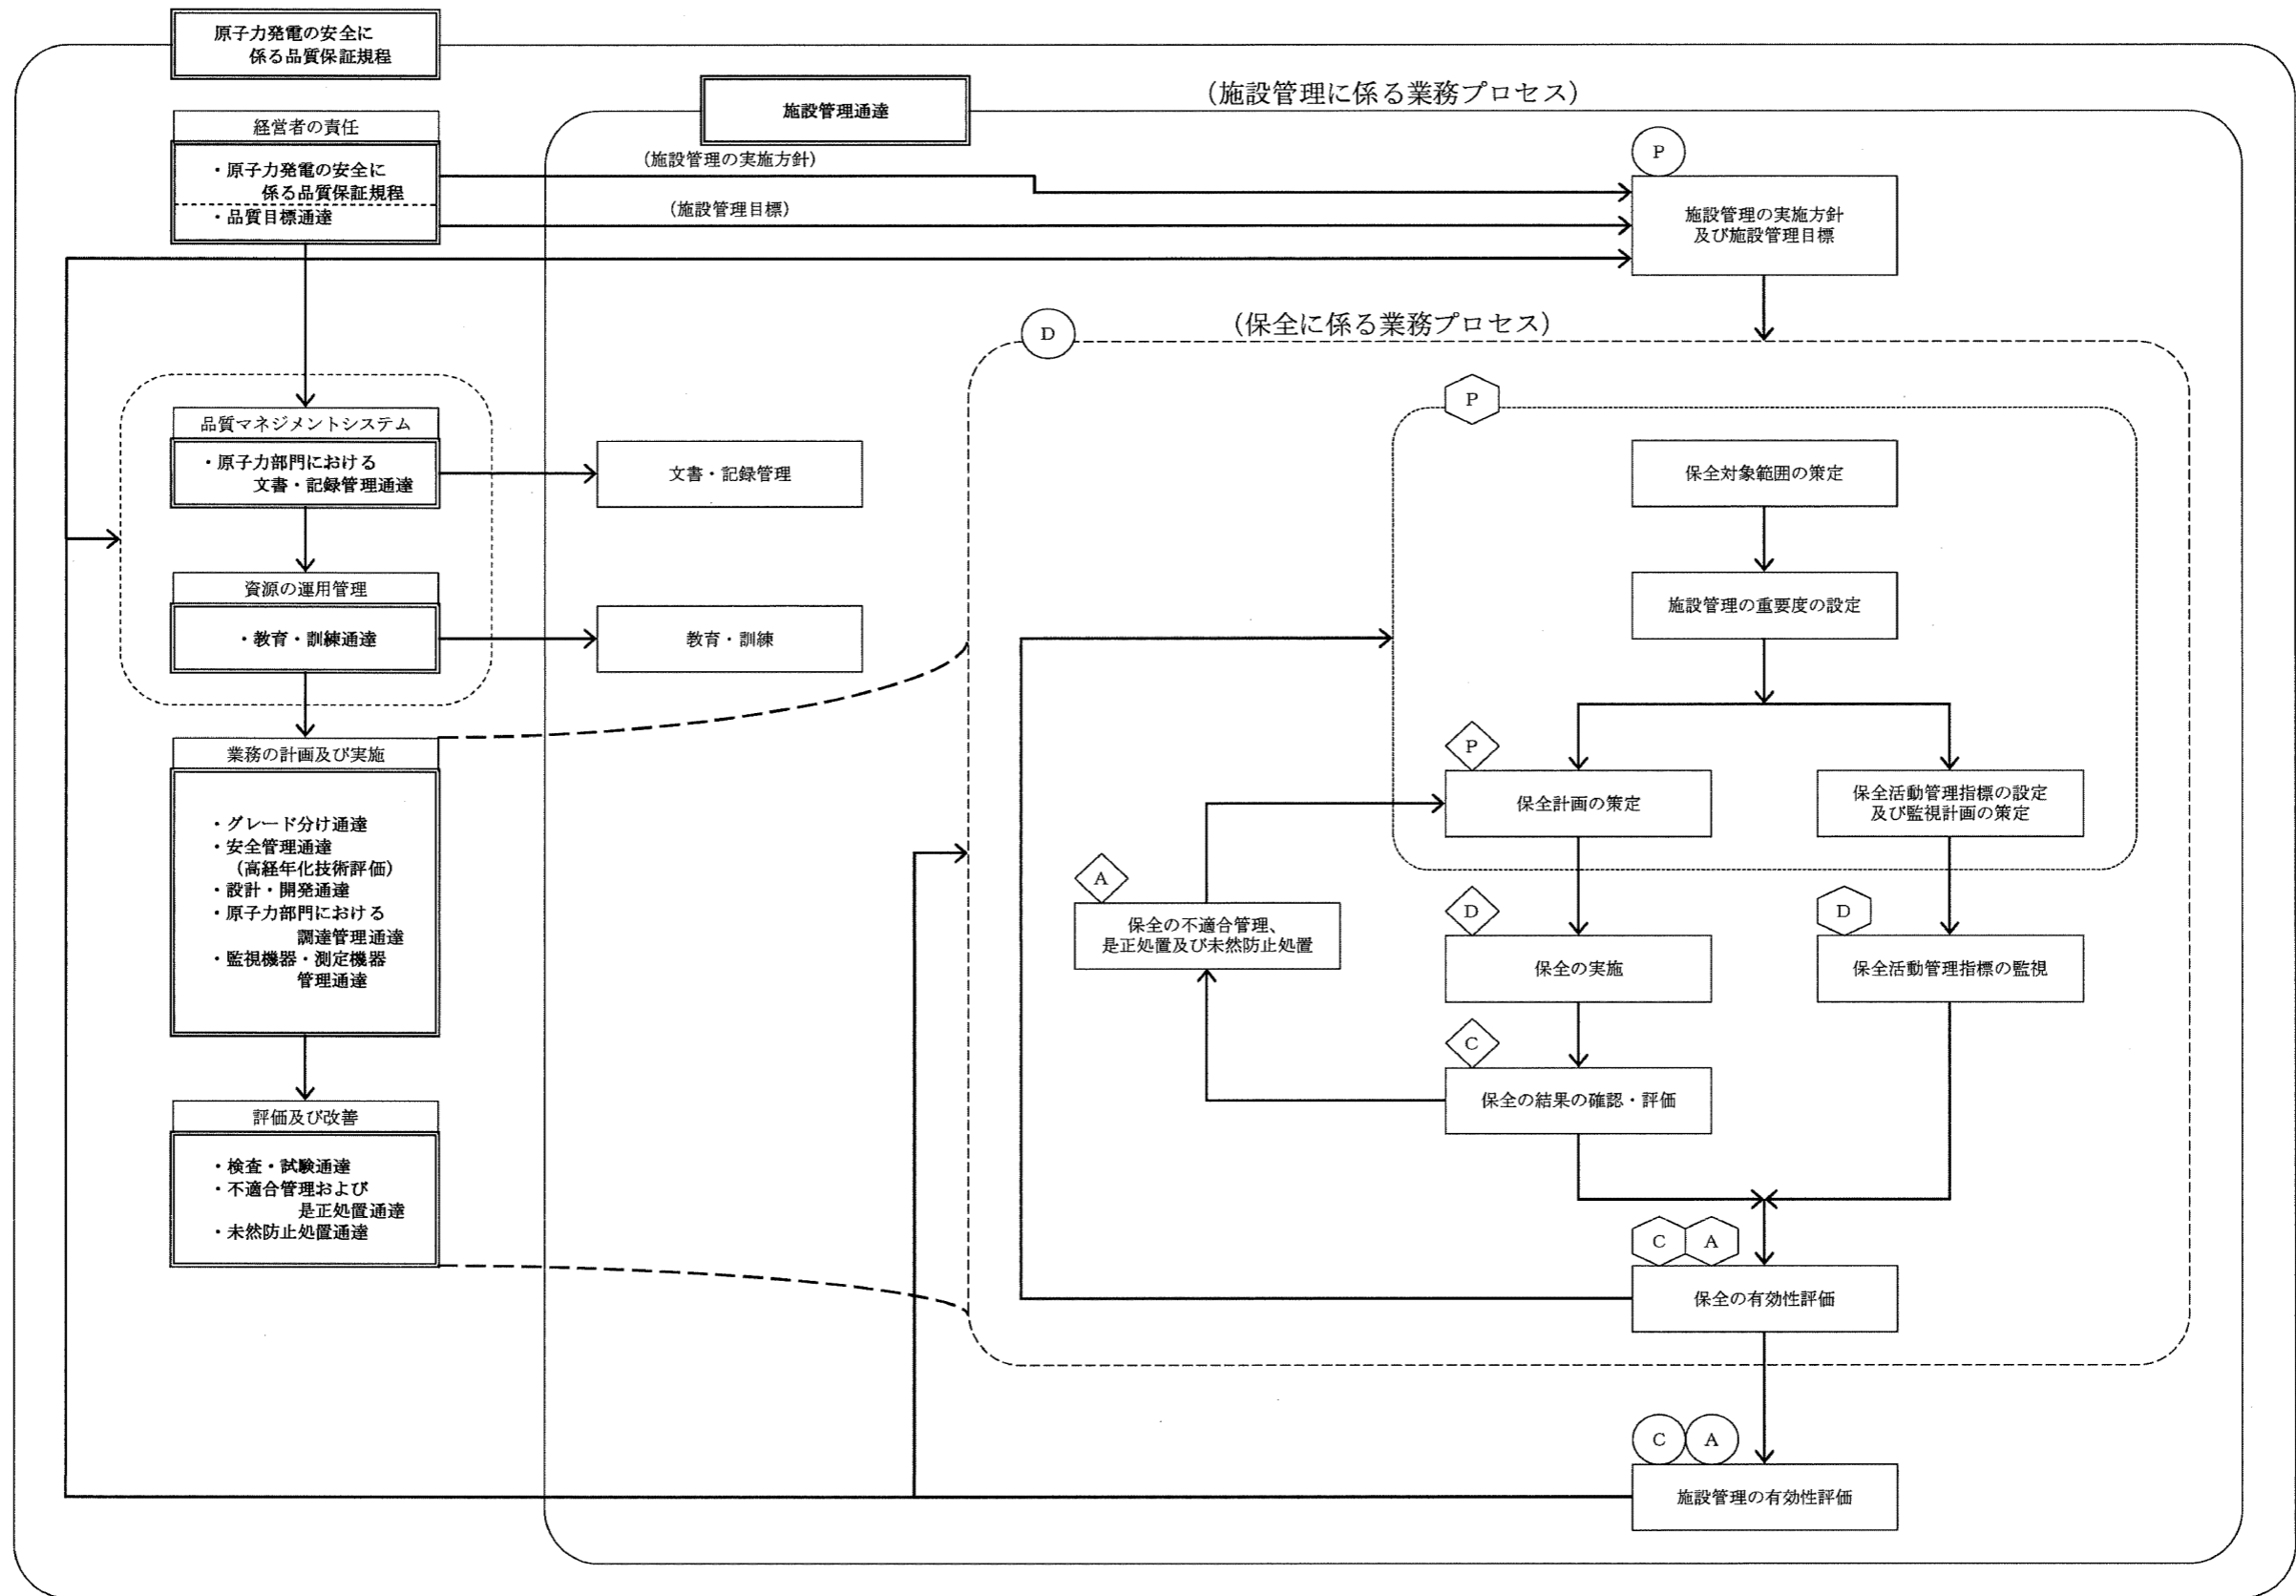 原子力発電の安全に
係る品質保証規程
施設管理通達
（施設管理に係る業務プロセス）
経営者の責任
・原子力発電の安全に
係る品質保証規程
・品質目標通達
（施設管理の実施方針）
（施設管理目標）
P
施設管理の実施方針
及び施設管理目標
D
（保全に係る業務プロセス）
品質マネジメントシステム
・原子力部門における
文書・記録管理通達
文書・記録管理
資源の運用管理
・教育・訓練通達
教育・訓練
業務の計画及び実施
・グレード分け通達
・安全管理通達
（高経年化技術評価）
・設計・開発通達
・原子力部門における
調達管理通達
・監視機器・測定機器
管理通達
評価及び改善
・検査・試験通達
・不適合管理および
是正処置通達
・未然防止処置通達
P
保全対象範囲の策定
施設管理の重要度の設定
P
保全計画の策定
保全活動管理指標の設定
及び監視計画の策定
A
保全の不適合管理、
是正処置及び未然防止処置
D
保全の実施
D
保全活動管理指標の監視
C
保全の結果の確認・評価
C A
保全の有効性評価
C A
施設管理の有効性評価